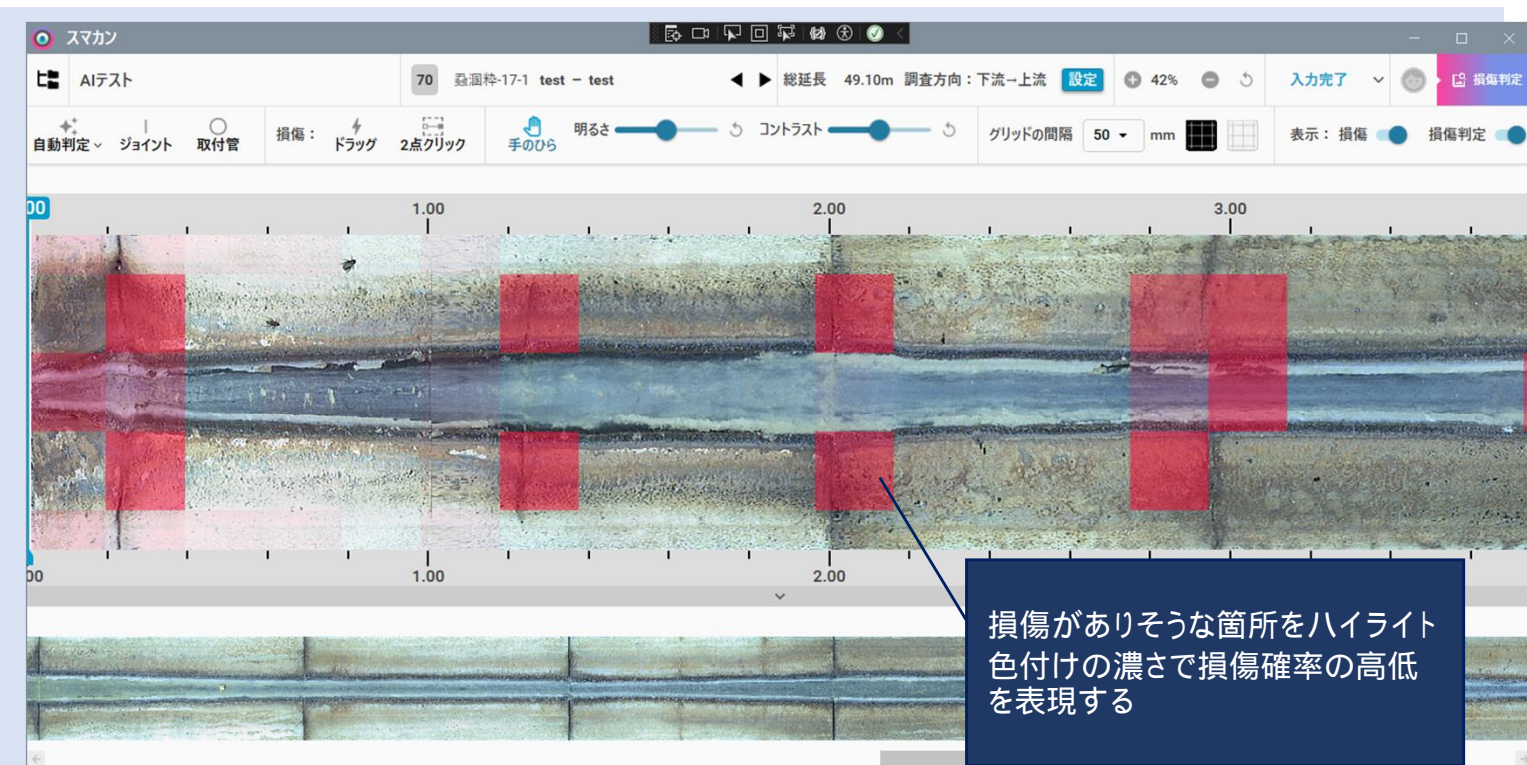 スマカン
AIテスト
70
-17-1 test – test
総延長 49.10m 調査方向:下流→上流 設定
42%
入力完了
損傷判定
自動判定 ジョイント 取付管
損傷: ドラッグ 2点クリック
手のひら
明るさ
コントラスト
グリッドの間隔 50 mm
表示: 損傷 損傷判定
00 1.00 2.00 3.00
00 1.00 2.00
損傷がありそうな箇所をハイライト
色付けの濃さで損傷確率の高低
を表現する